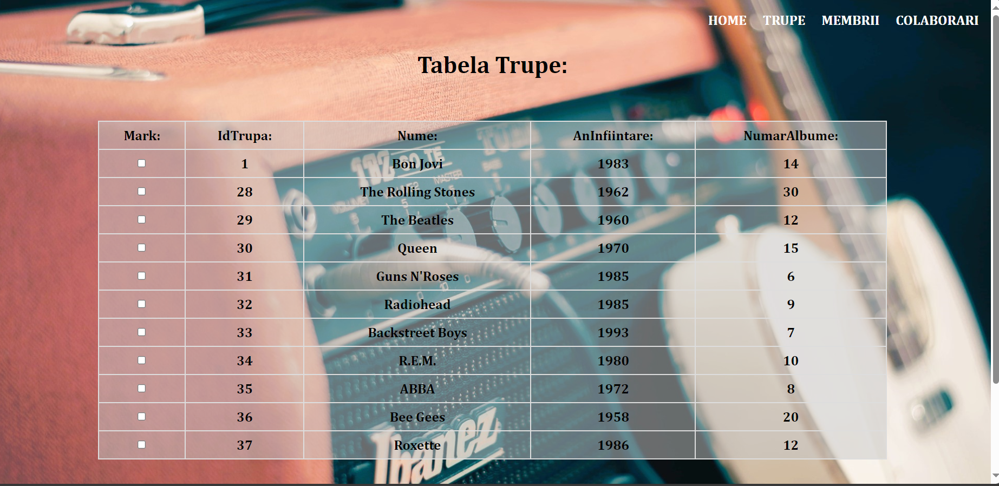 HOME TRUPE MEMBRII COLABORARI
Tabela Trupe:
Mark: IdTrupa: Nume: AnInfiintare: NumarAlbume:
1 Bon Jovi 1983 14
28 The Rolling Stones 1962 30
29 The Beatles 1960 12
30 Queen 1970 15
31 Guns N'Roses 1985 6
32 Radiohead 1985 9
33 Backstreet Boys 1993 7
34 R.E.M. 1980 10
35 ABBA 1972 8
36 Bee Gees 1958 20
37 Roxette 1986 12
MASTER
Ibanez